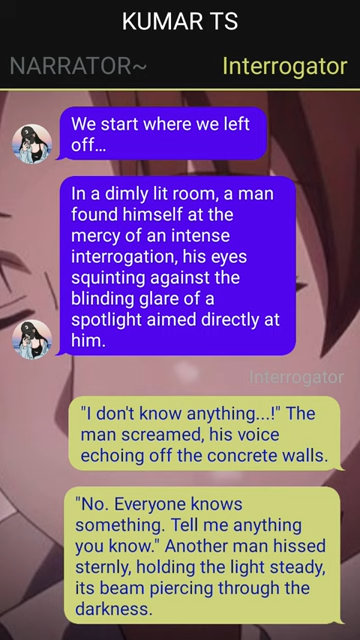 KUMAR TS
NARRATOR~ Interrogator
We start where we left
off...
In a dimly lit room, a man
found himself at the
mercy of an intense
interrogation, his eyes
squinting against the
blinding glare of a
spotlight aimed directly at
him.
Interrogator
"I don't know anything...!" The
man screamed, his voice
echoing off the concrete walls.
"No. Everyone knows
something. Tell me anything
you know." Another man hissed
sternly, holding the light steady,
its beam piercing through the
darkness.